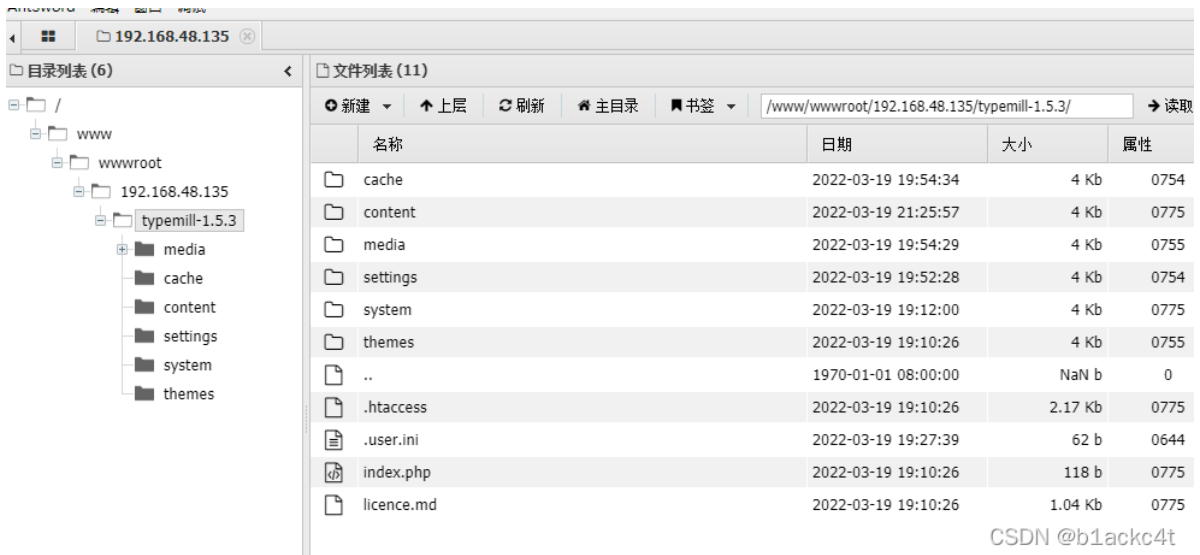 AntSword 编辑 窗口 调试
192.168.48.135
目录列表 (6)
/
www
wwwroot
192.168.48.135
typemill-1.5.3
media
cache
content
settings
system
themes
文件列表 (11)
新建 上层 刷新 主目录 书签 /www/wwwroot/192.168.48.135/typemill-1.5.3/ 读取
名称 日期 大小 属性
cache 2022-03-19 19:54:34 4 Kb 0754
content 2022-03-19 21:25:57 4 Kb 0775
media 2022-03-19 19:54:29 4 Kb 0755
settings 2022-03-19 19:52:28 4 Kb 0754
system 2022-03-19 19:12:00 4 Kb 0775
themes 2022-03-19 19:10:26 4 Kb 0755
.. 1970-01-01 08:00:00 NaN b 0
.htaccess 2022-03-19 19:10:26 2.17 Kb 0775
.user.ini 2022-03-19 19:27:39 62 b 0644
index.php 2022-03-19 19:10:26 118 b 0775
licence.md 2022-03-19 19:10:26 1.04 Kb 0775
CSDN @b1ackc4t